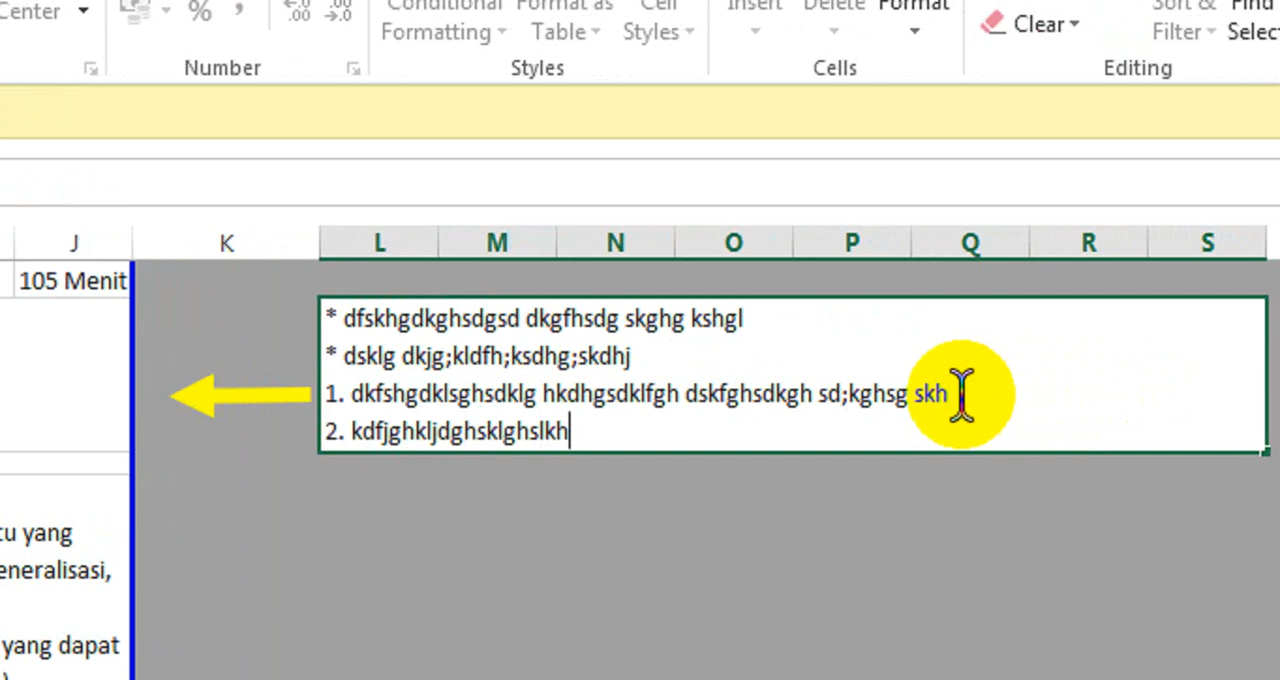 Center
%
,
.00
.0
Conditional Format as Cell Insert Delete Format Sort & Find
Formatting Table Styles Clear Filter Select
Number Styles Cells Editing
J K L M N O P Q R S
105 Menit
* dfskhgdkghsdgsd dkgfhsdg skghg kshgl
* dsklg dkjg;kldfh;ksdhg;skdhj
1. dkfshgdklsghsdklg hkdhgsdklfgh dskfghsdkgh sd;kghsg skh
2. kdfjghkljdghsklghslkh
yang
eneralisasi,
yang dapat